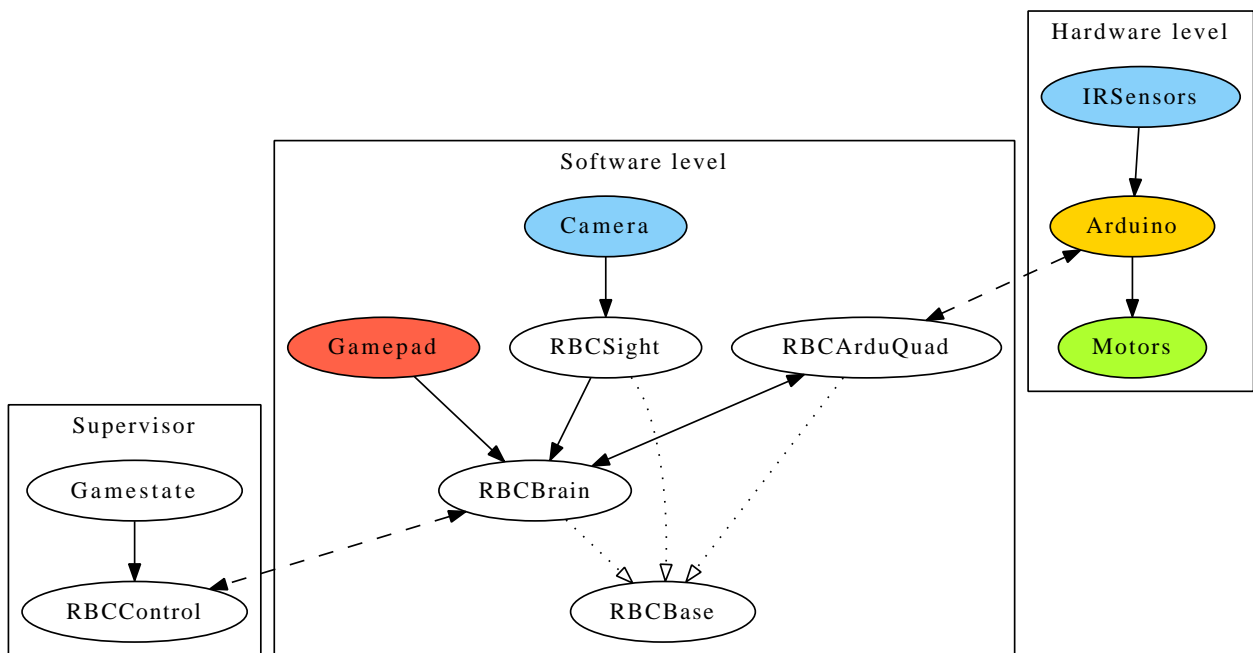 Hardware level
IRSensors
Arduino
Motors
Software level
Camera
Gamepad
RBCSight
RBCArduQuad
RBCBrain
RBCBase
Supervisor
Gamestate
RBCControl